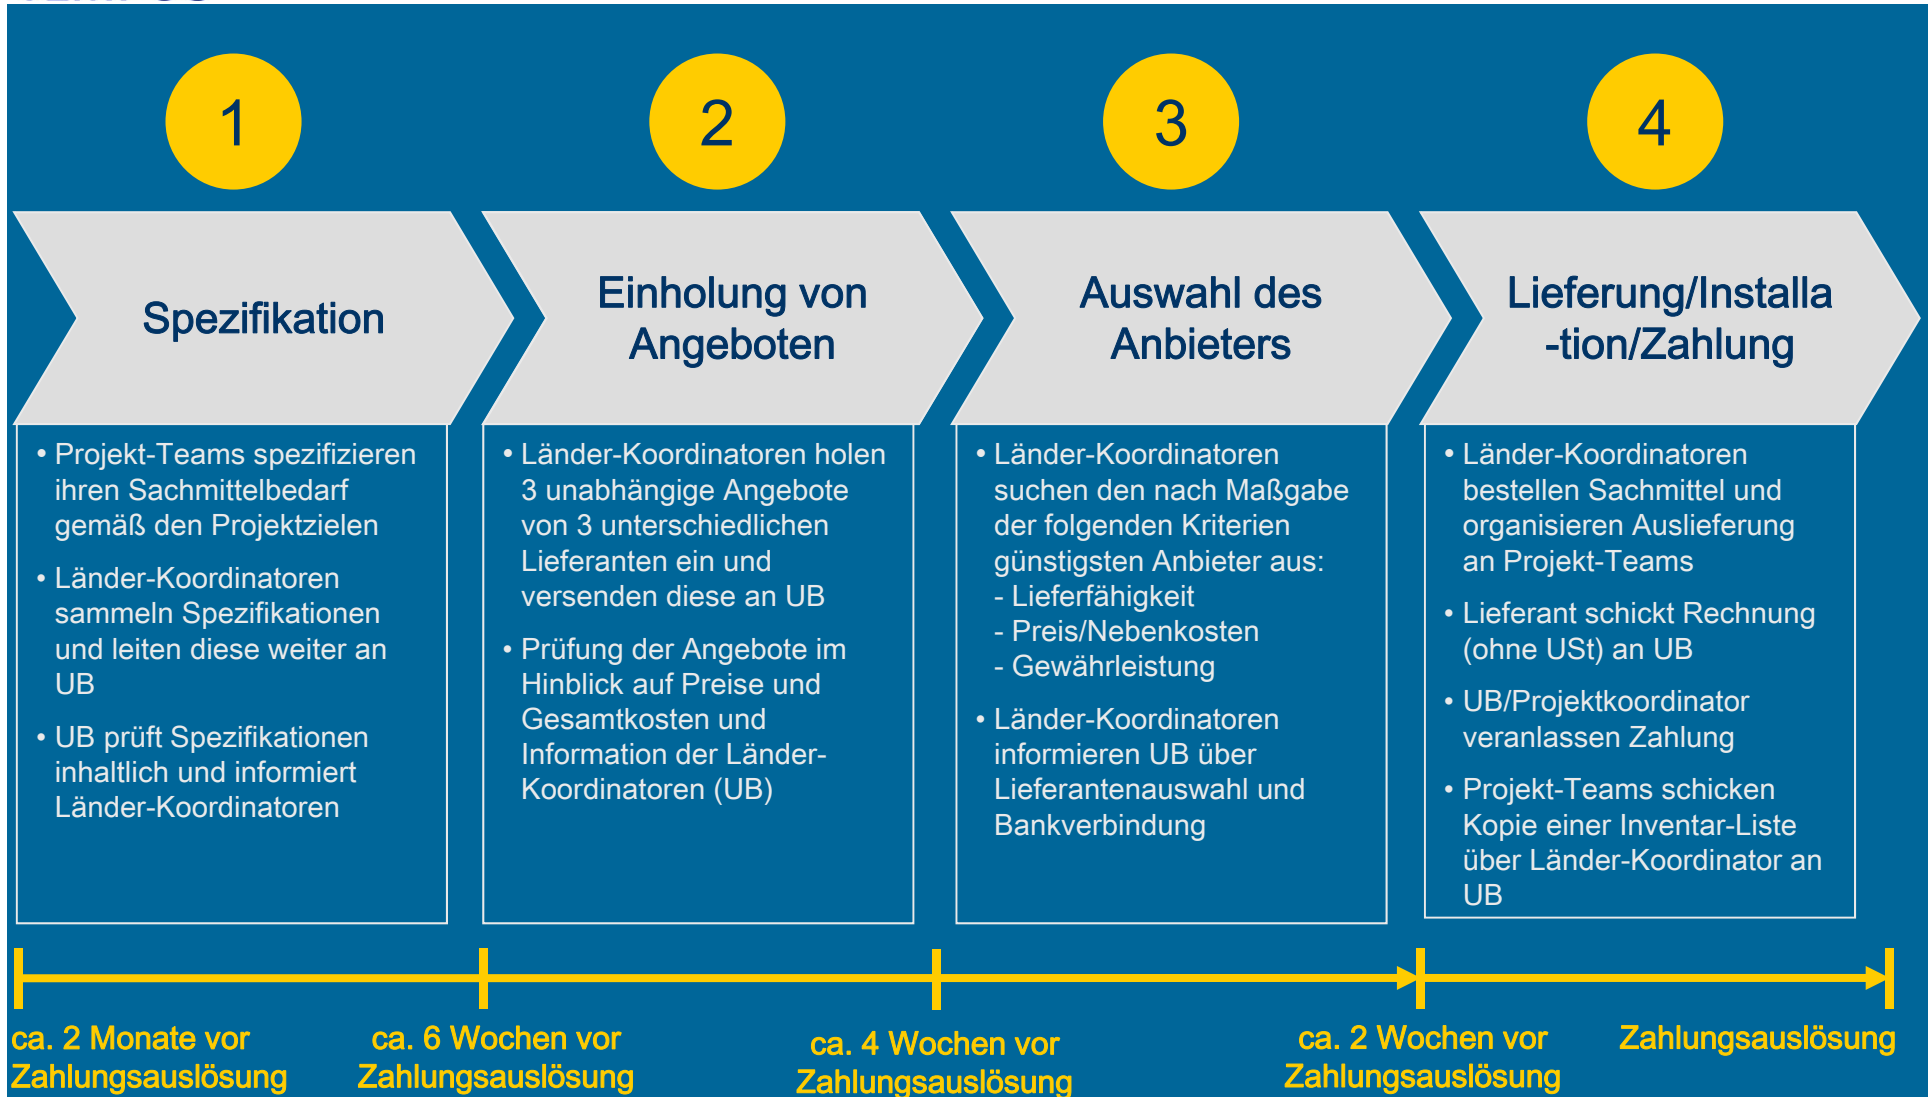 1
2
3
4
Spezifikation
Einholung von
Angeboten
Auswahl des
Anbieters
Lieferung/Installa
-tion/Zahlung
• Projekt-Teams spezifizieren
ihren Sachmittelbedarf
gemäß den Projektzielen
• Länder-Koordinatoren
sammeln Spezifikationen
und leiten diese weiter an
UB
• UB prüft Spezifikationen
inhaltlich und informiert
Länder-Koordinatoren
• Länder-Koordinatoren holen
3 unabhängige Angebote
von 3 unterschiedlichen
Lieferanten ein und
versenden diese an UB
• Prüfung der Angebote im
Hinblick auf Preise und
Gesamtkosten und
Information der Länder-
Koordinatoren (UB)
• Länder-Koordinatoren
suchen den nach Maßgabe
der folgenden Kriterien
günstigsten Anbieter aus:
- Lieferfähigkeit
- Preis/Nebenkosten
- Gewährleistung
• Länder-Koordinatoren
informieren UB über
Lieferantenauswahl und
Bankverbindung
• Länder-Koordinatoren
bestellen Sachmittel und
organisieren Auslieferung
an Projekt-Teams
• Lieferant schickt Rechnung
(ohne USt) an UB
• UB/Projektkoordinator
veranlassen Zahlung
• Projekt-Teams schicken
Kopie einer Inventar-Liste
über Länder-Koordinator an
UB
ca. 2 Monate vor
Zahlungsauslösung
ca. 6 Wochen vor
Zahlungsauslösung
ca. 4 Wochen vor
Zahlungsauslösung
ca. 2 Wochen vor
Zahlungsauslösung
Zahlungsauslösung